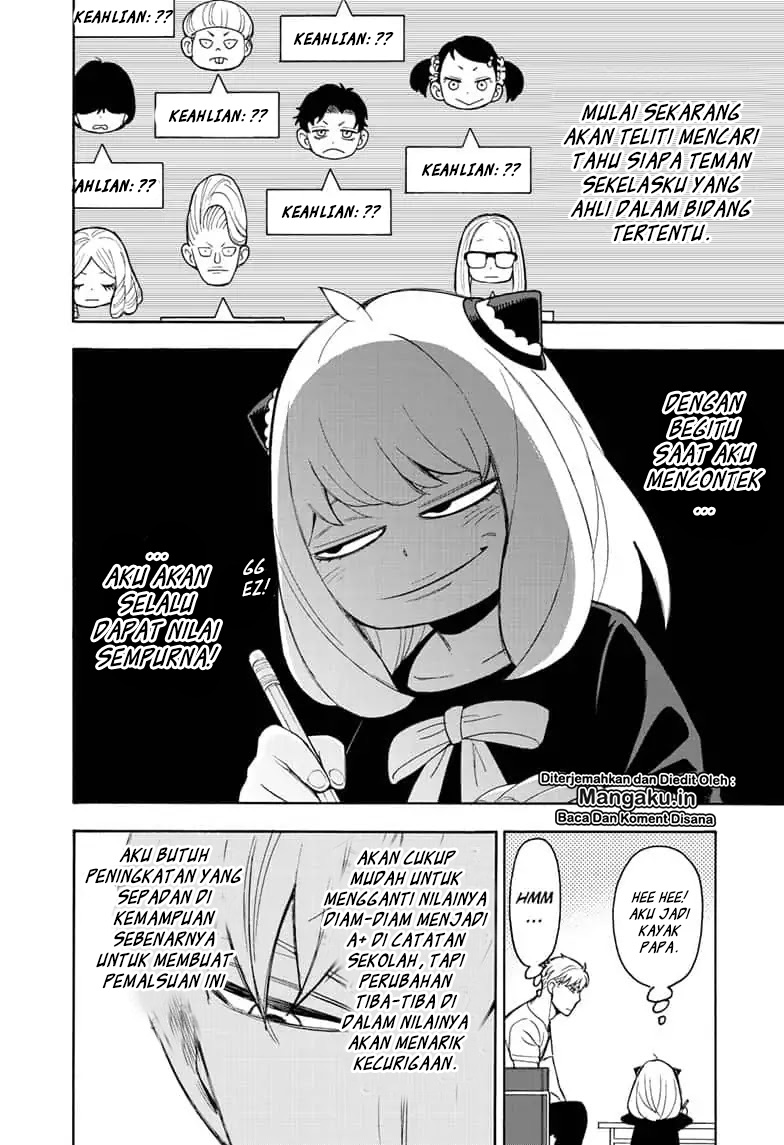 KEAHLIAN: ??
KEAHLIAN: ??
KEAHLIAN: ??
KEAHLIAN: ??
AHLIAN: ??
KEAHLIAN: ??
MULAI SEKARANG
AKAN TELITI MENCARI
TAHU SIAPA TEMAN
SEKELASKU YANG
AHLI DALAM BIDANG
TERTENTU.
DENGAN
BEGITU
SAAT AKU
MENCONTEK
...
...
AKU AKAN
SELALU
DAPAT NILAI
SEMPURNA!
GG
EZ!
Diterjemahkan dan Diedit Oleh :
Mangaku.in
Baca Dan Koment Disana
HEE HEE!
AKU JADI
KAYAK
PAPA.
HMM
...
AKAN CUKUP
MUDAH UNTUK
MENGGANTI NILAINYA
DIAM-DIAM MENJADI
A+ DI CATATAN
SEKOLAH, TAPI
PERUBAHAN
TIBA-TIBA DI
DALAM NILAINYA
AKAN MENARIK
KECURIGAAN.
AKU BUTUH
PENINGKATAN YANG
SEPADAN DI
KEMAMPUAN
SEBENARNYA
UNTUK MEMBUAT
PEMALSUAN INI